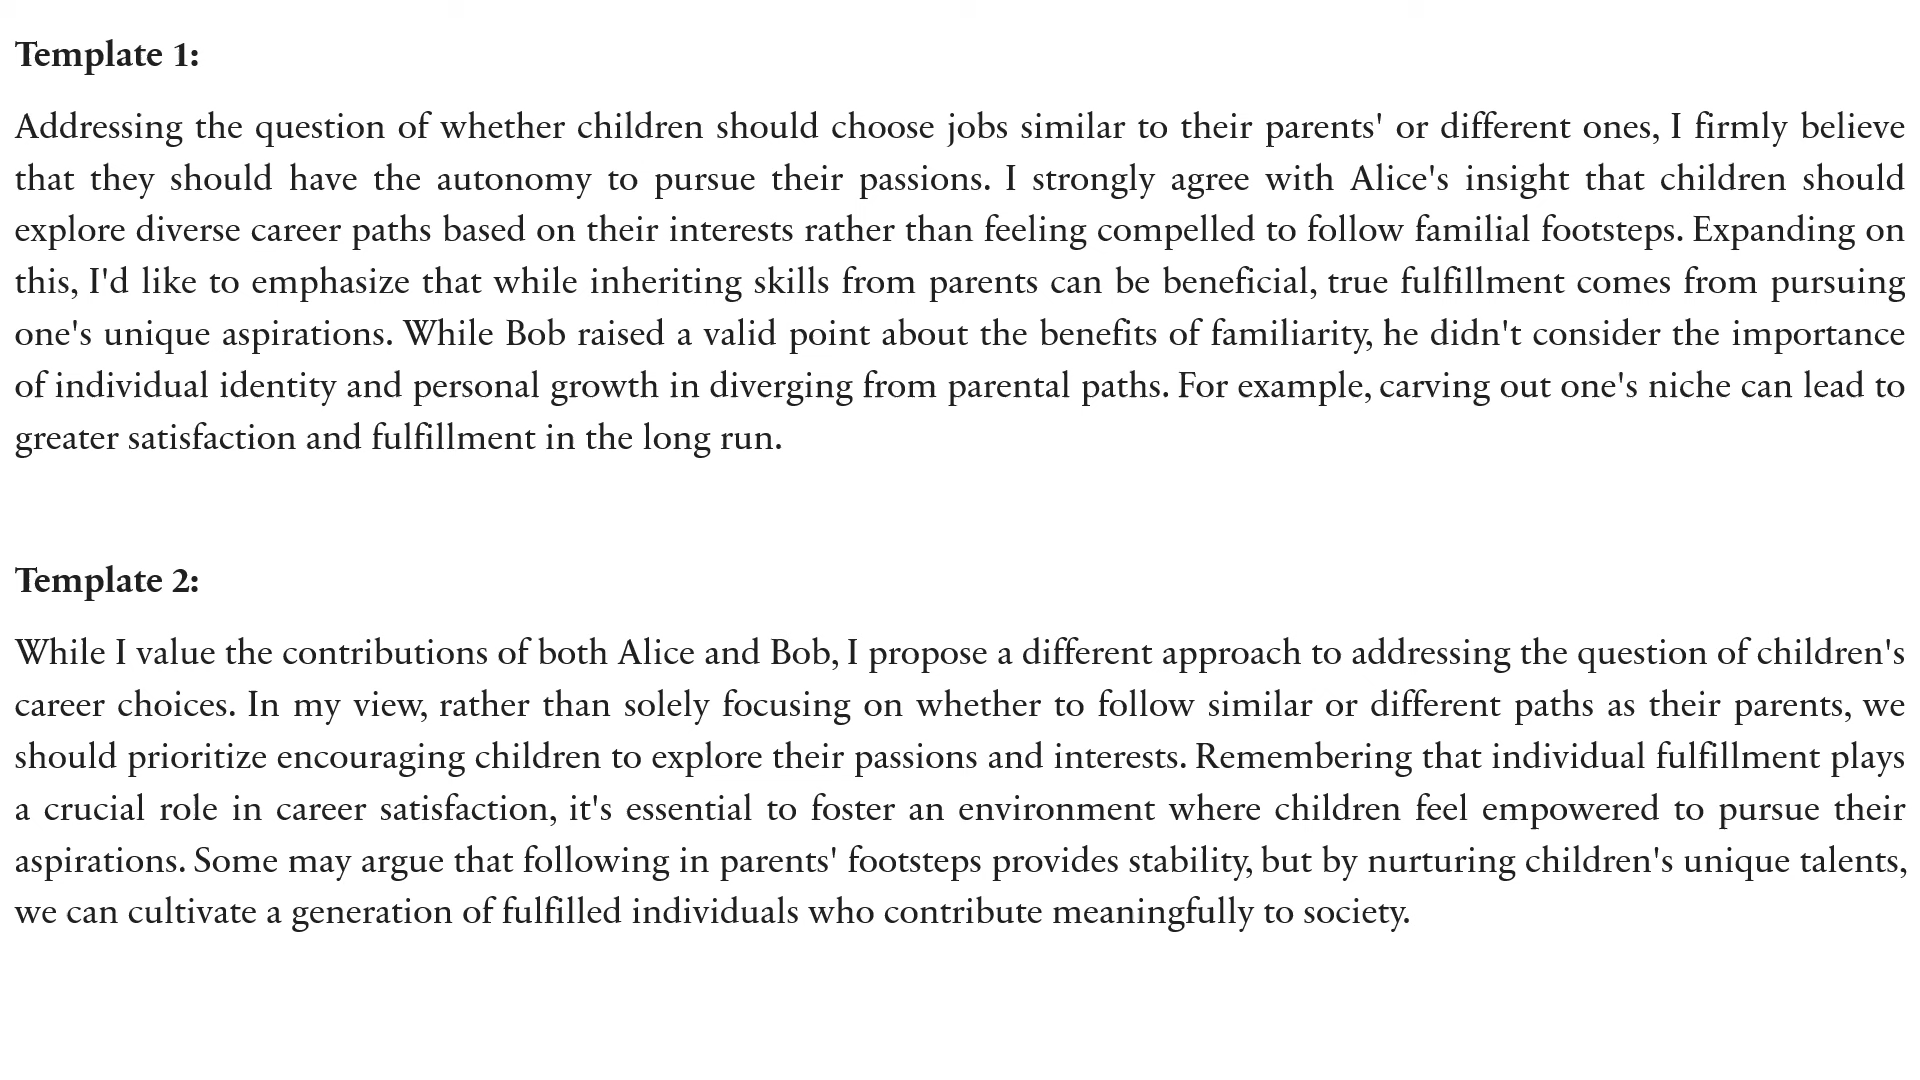 Template 1:
Addressing the question of whether children should choose jobs similar to their parents' or different ones, I firmly believe
that they should have the autonomy to pursue their passions. I strongly agree with Alice's insight that children should
explore diverse career paths based on their interests rather than feeling compelled to follow familial footsteps. Expanding on
this, I'd like to emphasize that while inheriting skills from parents can be beneficial, true fulfillment comes from pursuing
one's unique aspirations. While Bob raised a valid point about the benefits of familiarity, he didn't consider the importance
of individual identity and personal growth in diverging from parental paths. For example, carving out one's niche can lead to
greater satisfaction and fulfillment in the long run.
Template 2:
While I value the contributions of both Alice and Bob, I propose a different approach to addressing the question of children's
career choices. In my view, rather than solely focusing on whether to follow similar or different paths as their parents, we
should prioritize encouraging children to explore their passions and interests. Remembering that individual fulfillment plays
a crucial role in career satisfaction, it's essential to foster an environment where children feel empowered to pursue their
aspirations. Some may argue that following in parents' footsteps provides stability, but by nurturing children's unique talents,
we can cultivate a generation of fulfilled individuals who contribute meaningfully to society.